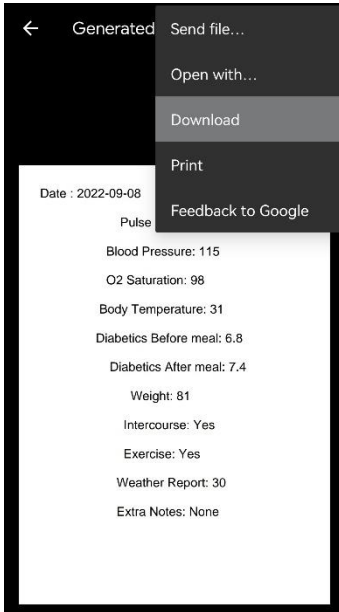 Generated
Send file...
Open with...
Download
Print
Feedback to Google
Date : 2022-09-08
Pulse
Blood Pressure: 115
O2 Saturation: 98
Body Temperature: 31
Diabetics Before meal: 6.8
Diabetics After meal: 7.4
Weight: 81
Intercourse: Yes
Exercise: Yes
Weather Report: 30
Extra Notes: None